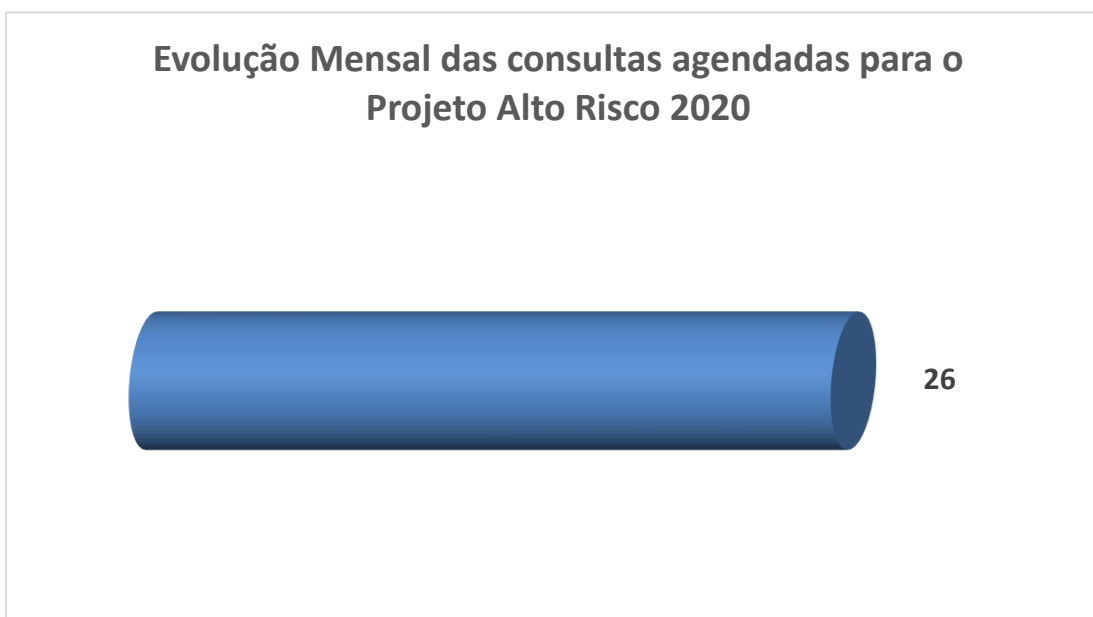 Evolução Mensal das consultas agendadas para o
Projeto Alto Risco 2020
26